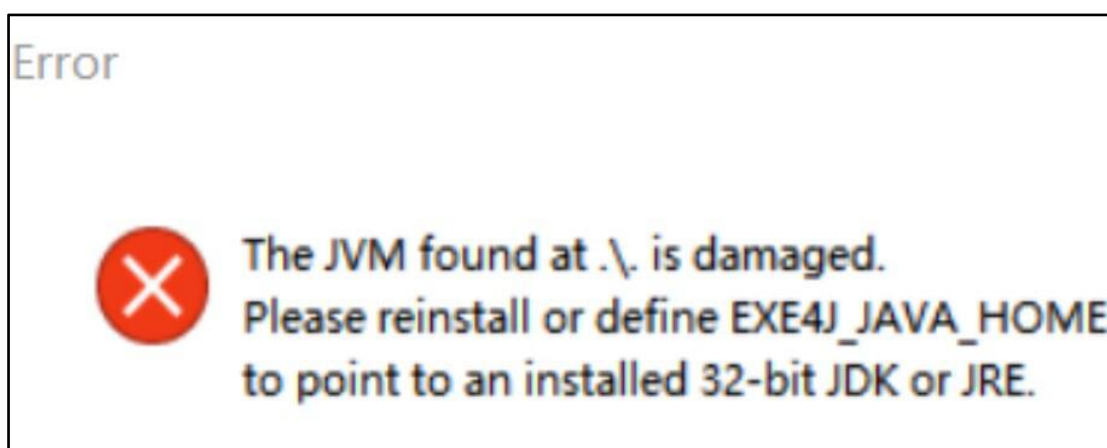 Error
The JVM found at .\. is damaged.
Please reinstall or define EXE4J_JAVA_HOME
to point to an installed 32-bit JDK or JRE.